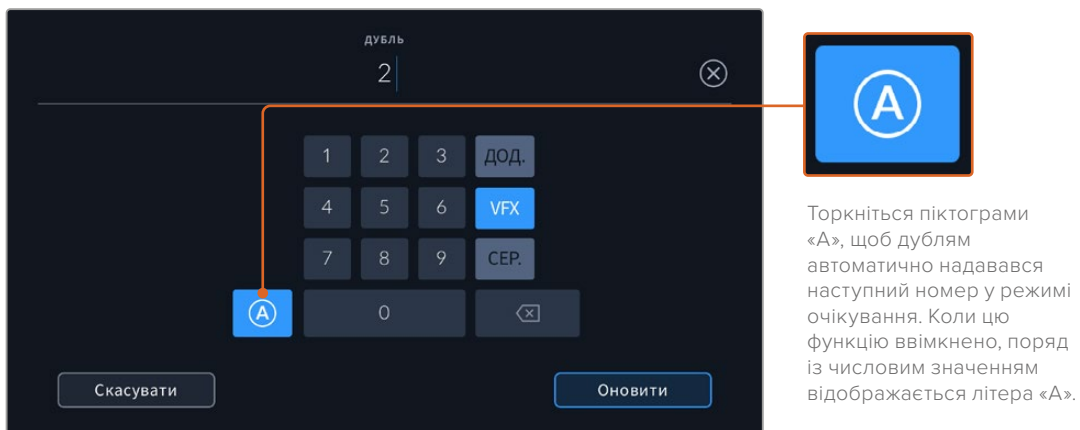 ДУБЛЬ
2
1 2 3 ДОД.
4 5 6 VFX
7 8 9 СЕР.
A 0
Скасувати Оновити
A
Торкніться піктограми
«А», щоб дублям
автоматично надавався
наступний номер у режимі
очікування. Коли цю
функцію ввімкнено, поряд
із числовим значенням
відображається літера «А».